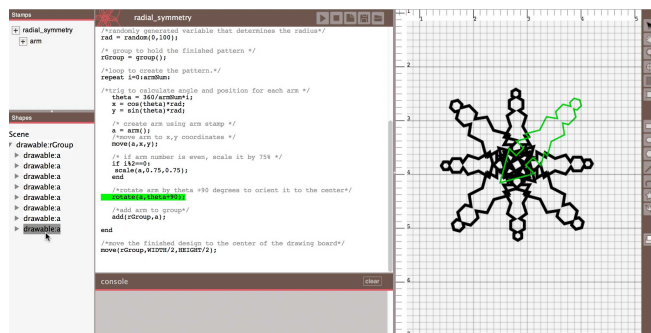 Stamps
radial_symmetry
arm
Shapes
Scene
drawable:rGroup
drawable:a
drawable:a
drawable:a
drawable:a
drawable:a
drawable:a
drawable:a
drawable:a
radial_symmetry
/*randomly generated variable that determines the radius*/
rad = random(0,100);
/* group to hold the finished pattern */
rGroup = group();
/*loop to create the pattern.*/
repeat i=0:armNum:
/*trig to calculate angle and position for each arm */
theta = 360/armNum*i;
x = cos(theta)*rad;
y = sin(theta)*rad;
/* create arm using arm stamp */
a = arm();
/*move arm to x,y coordinates */
move(a,x,y);
/* if arm number is even, scale it by 75% */
if i%2==0:
scale(a,0.75,0.75);
end
/*rotate arm by theta +90 degrees to orient it to the center*/
rotate(a,theta+90);
/*add arm to group*/
add(rGroup,a);
end
/*move the finished design to the center of the drawing board*/
move(rGroup,WIDTH/2,HEIGHT/2);
console
clear
1 2 3 4 5
1
2
3
4
5
6